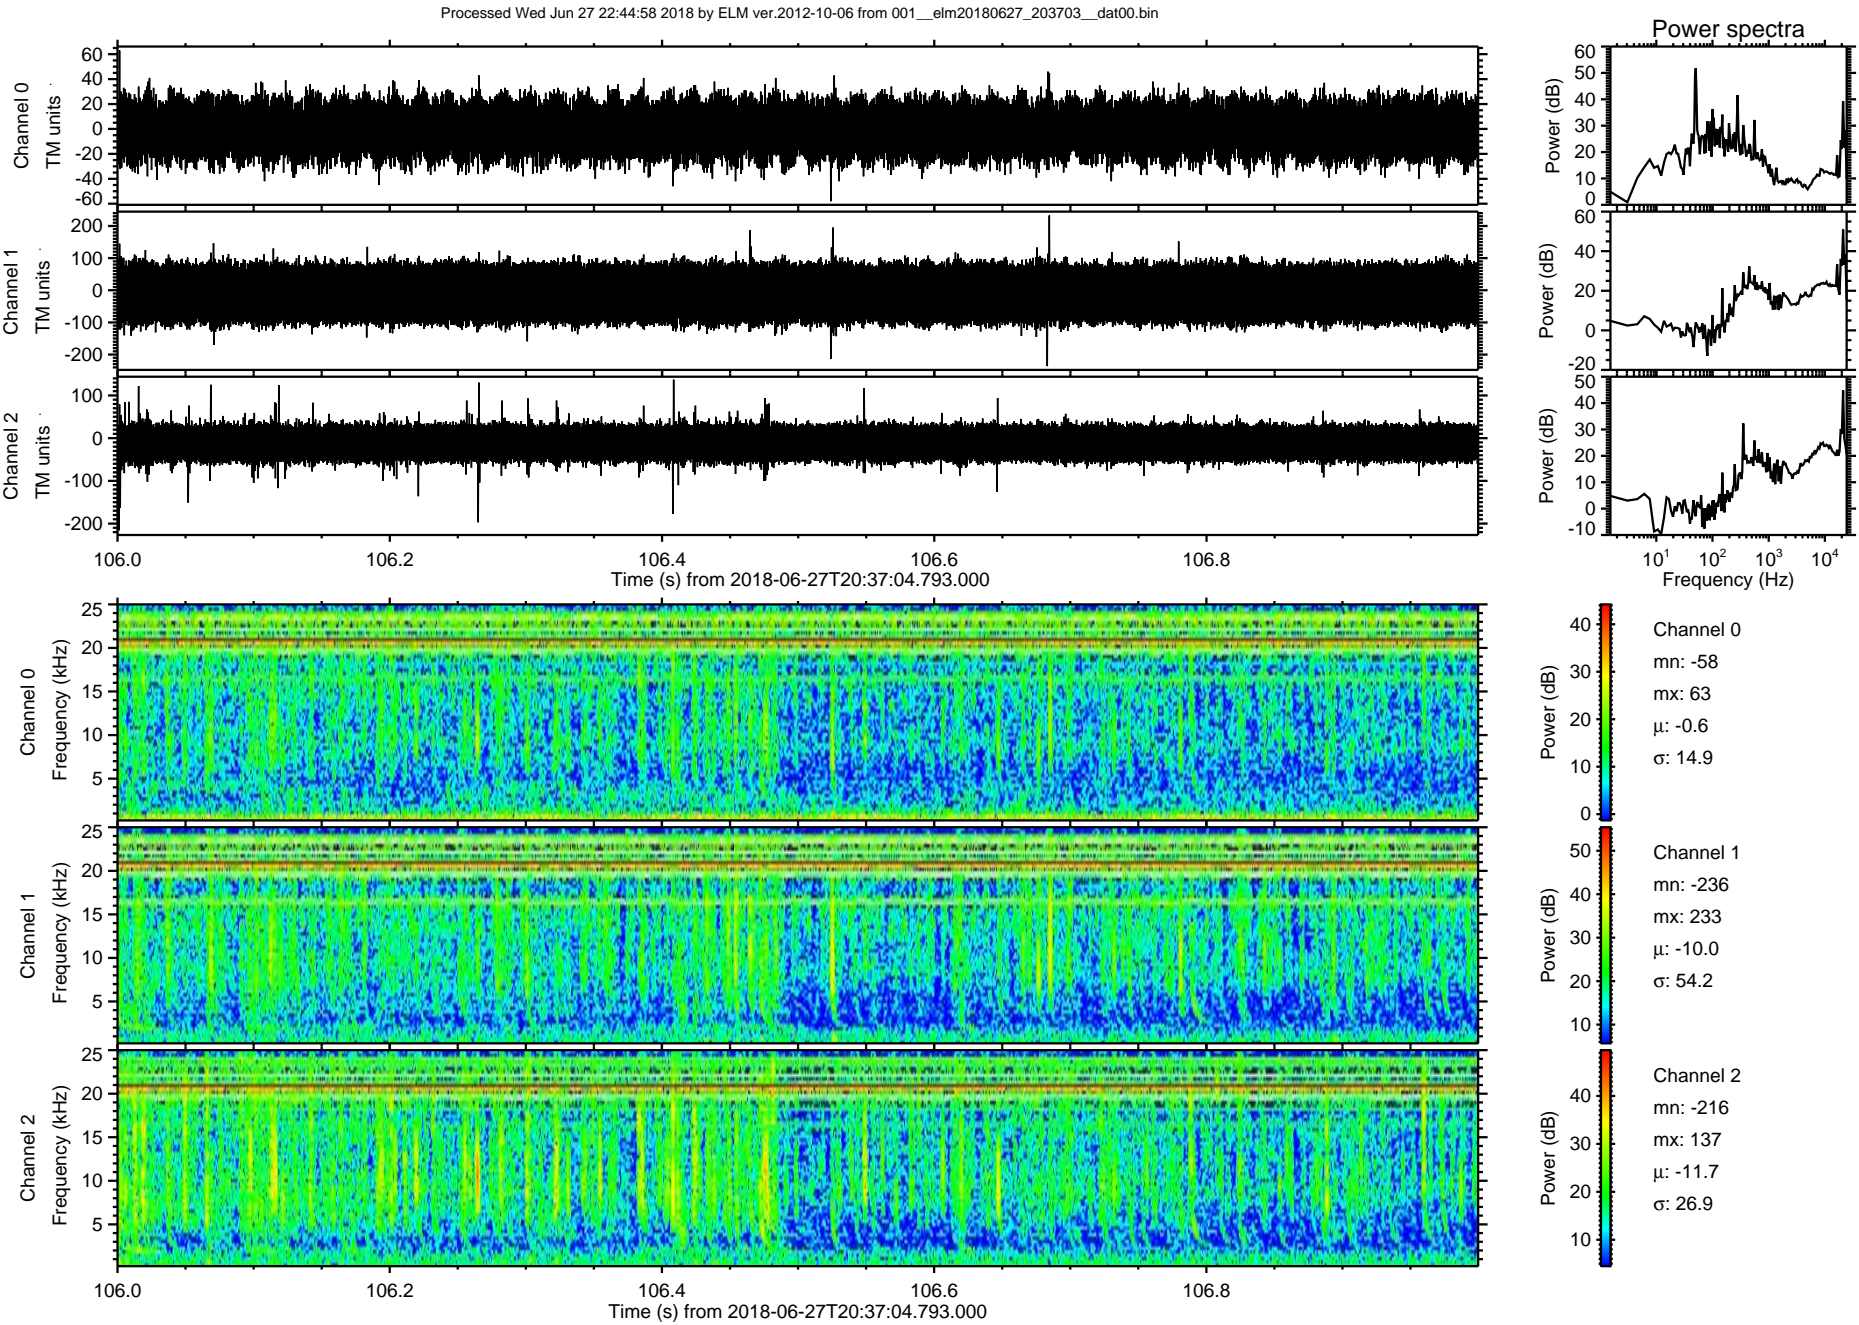 Processed Wed Jun 27 22:44:58 2018 by ELM ver.2012-10-06 from 001__elm20180627_203703__dat00.bin
Power spectra
Channel 0
TM units
60
40
20
0
-20
-40
-60
Power (dB)
60
50
40
30
20
10
0
Channel 1
TM units
200
100
0
-100
-200
Power (dB)
60
40
20
0
-20
Channel 2
TM units
100
0
-100
-200
Power (dB)
50
40
30
20
10
0
-10
106.0 106.2 106.4 106.6 106.8
Time (s) from 2018-06-27T20:37:04.793.000
10^1 10^2 10^3 10^4
Frequency (Hz)
Channel 0
Frequency (kHz)
25
20
15
10
5
Power (dB)
40
30
20
10
0
Channel 0
mn: -58
mx: 63
μ: -0.6
σ: 14.9
Channel 1
Frequency (kHz)
25
20
15
10
5
Power (dB)
50
40
30
20
10
Channel 1
mn: -236
mx: 233
μ: -10.0
σ: 54.2
Channel 2
Frequency (kHz)
25
20
15
10
5
Power (dB)
40
30
20
10
Channel 2
mn: -216
mx: 137
μ: -11.7
σ: 26.9
106.0 106.2 106.4 106.6 106.8
Time (s) from 2018-06-27T20:37:04.793.000